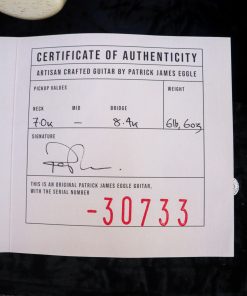 CERTIFICATE OF AUTHENTICITY
ARTISAN CRAFTED GUITAR BY PATRICK JAMES EGGLE
PICKUP VALUES WEIGHT
NECK MID BRIDGE
7.0k — 8.4k 6lb, 6oz
SIGNATURE
THIS IS AN ORIGINAL PATRICK JAMES EGGLE GUITAR,
WITH THE SERIAL NUMBER
-30733